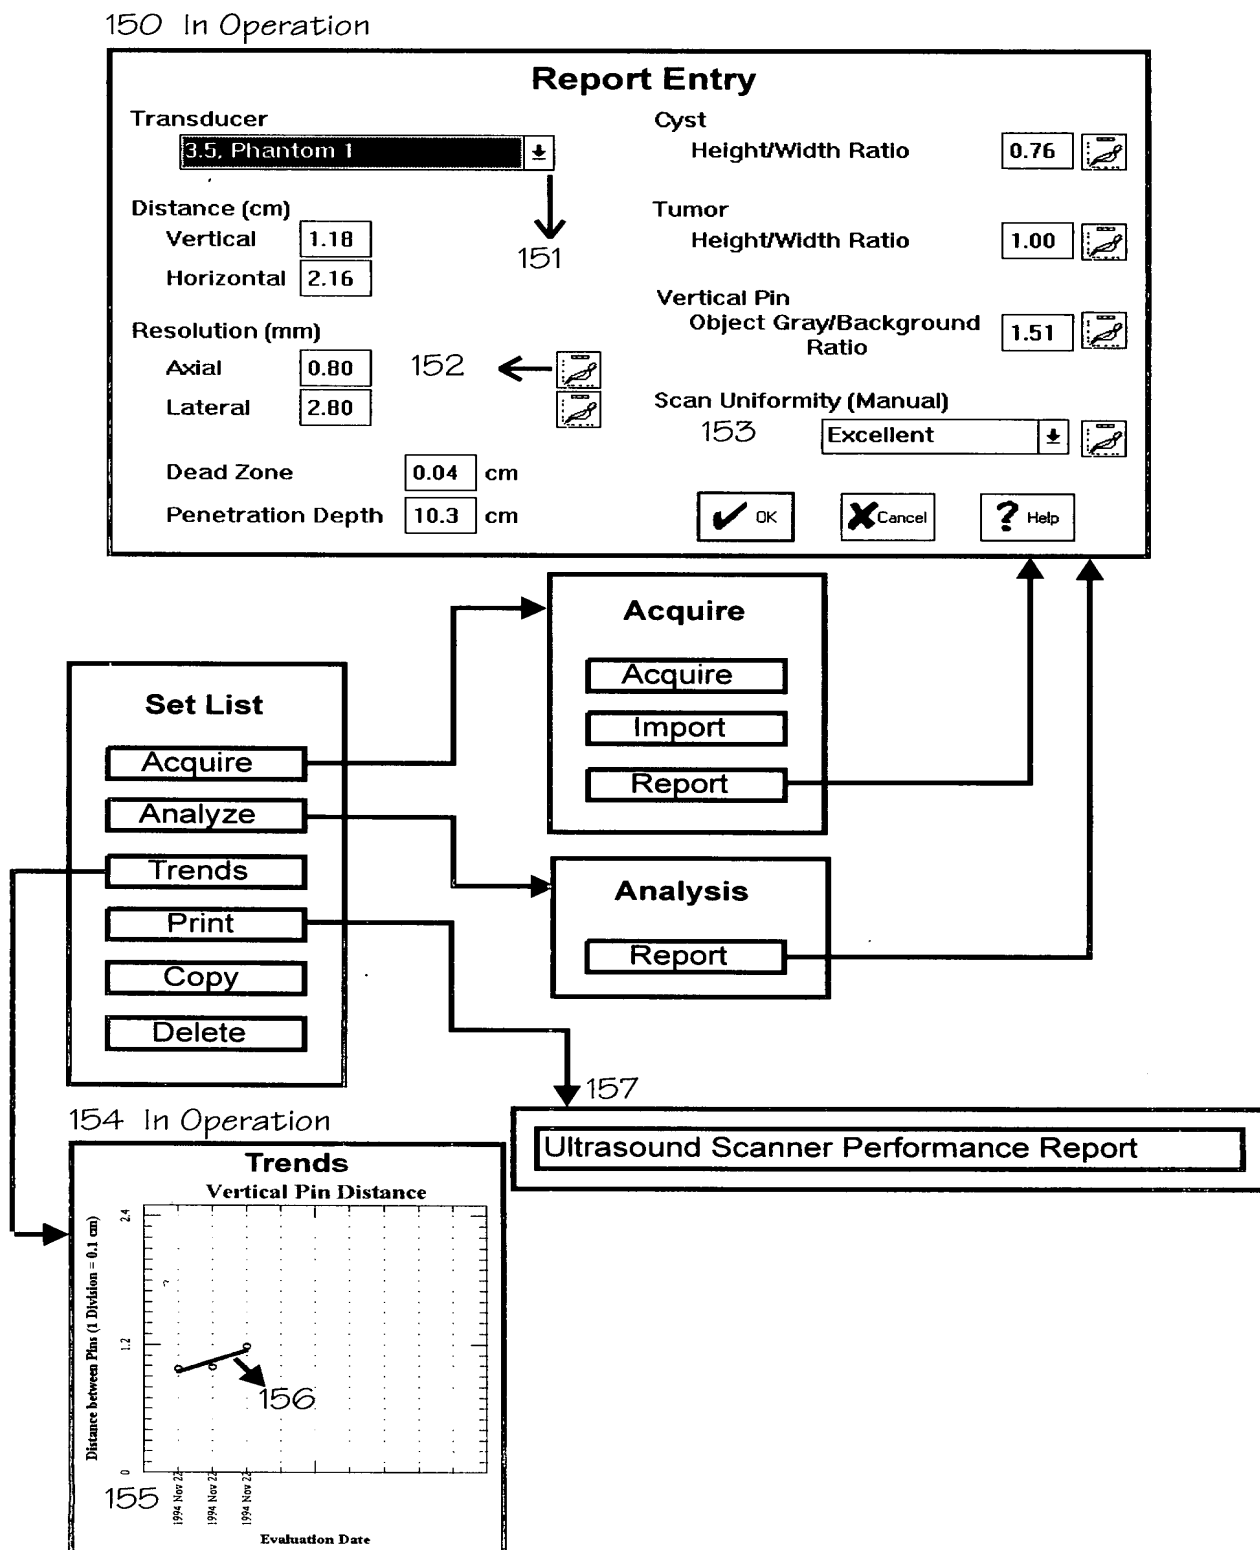 150 In Operation
Report Entry
Transducer
3.5, Phantom 1
151
Distance (cm)
Vertical 1.18
Horizontal 2.16
Resolution (mm)
Axial 0.80
152
Lateral 2.80
Dead Zone 0.04 cm
Penetration Depth 10.3 cm
Cyst
Height/Width Ratio 0.76
Tumor
Height/Width Ratio 1.00
Vertical Pin
Object Gray/Background
Ratio
1.51
Scan Uniformity (Manual)
153
Excellent
OK
Cancel
? Help
Set List
Acquire
Analyze
Trends
Print
Copy
Delete
Acquire
Acquire
Import
Report
Analysis
Report
157
Ultrasound Scanner Performance Report
154 In Operation
Trends
Vertical Pin Distance
Distance between Pins (1 Division = 0.1 cm)
2.4
1.2
0
156
155
1994 Nov 22
1994 Nov 22
1994 Nov 22
Evaluation Date